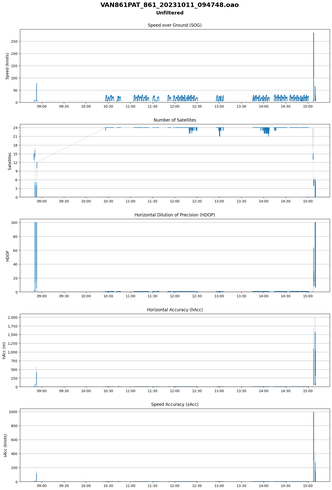 VAN861PAT_861_20231011_094748.oao
Unfiltered
Speed over Ground (SOG)
Speed (knots)
250
200
150
100
50
0
09:00 09:30 10:00 10:30 11:00 11:30 12:00 12:30 13:00 13:30 14:00 14:30 15:00
Number of Satellites
Satellites
24
21
18
15
12
9
6
3
0
09:00 09:30 10:00 10:30 11:00 11:30 12:00 12:30 13:00 13:30 14:00 14:30 15:00
Horizontal Dilution of Precision (HDOP)
HDOP
100
80
60
40
20
0
09:00 09:30 10:00 10:30 11:00 11:30 12:00 12:30 13:00 13:30 14:00 14:30 15:00
Horizontal Accuracy (hAcc)
hAcc (m)
2,000
1,750
1,500
1,250
1,000
750
500
250
0
09:00 09:30 10:00 10:30 11:00 11:30 12:00 12:30 13:00 13:30 14:00 14:30 15:00
Speed Accuracy (sAcc)
sAcc (knots)
1000
800
600
400
200
0
09:00 09:30 10:00 10:30 11:00 11:30 12:00 12:30 13:00 13:30 14:00 14:30 15:00